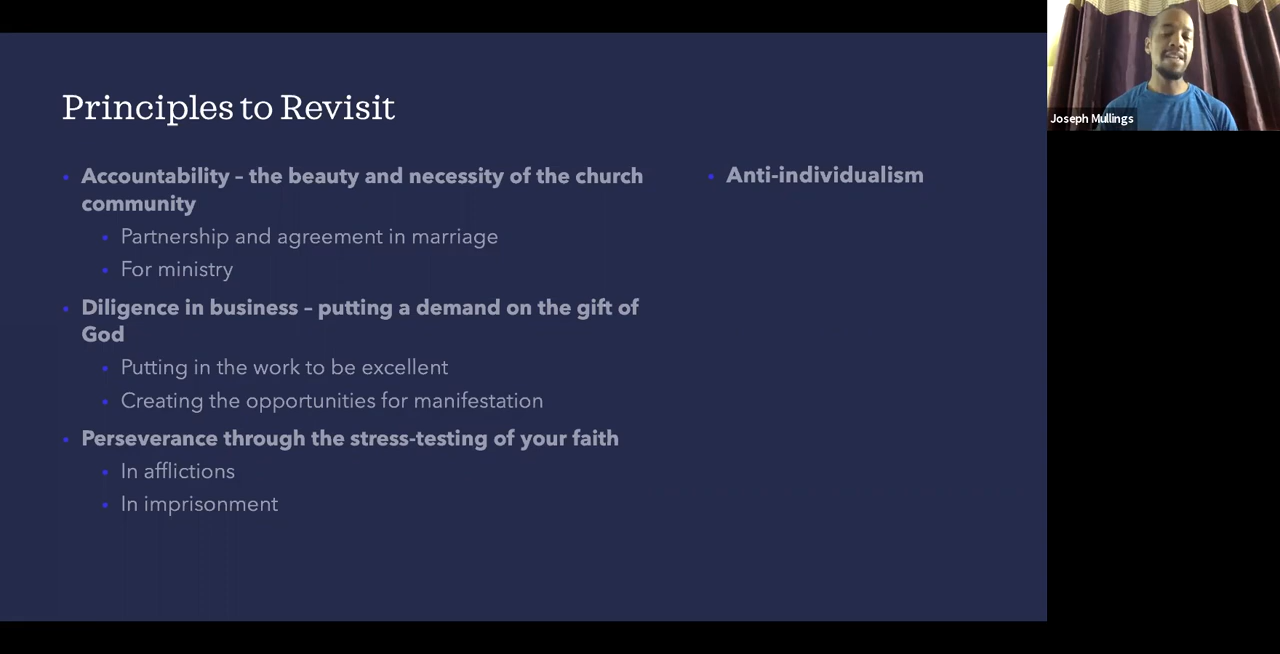 Principles to Revisit
Accountability – the beauty and necessity of the church
community
Partnership and agreement in marriage
For ministry
Diligence in business – putting a demand on the gift of
God
Putting in the work to be excellent
Creating the opportunities for manifestation
Perseverance through the stress-testing of your faith
In afflictions
In imprisonment
Anti-individualism
Joseph Mullings